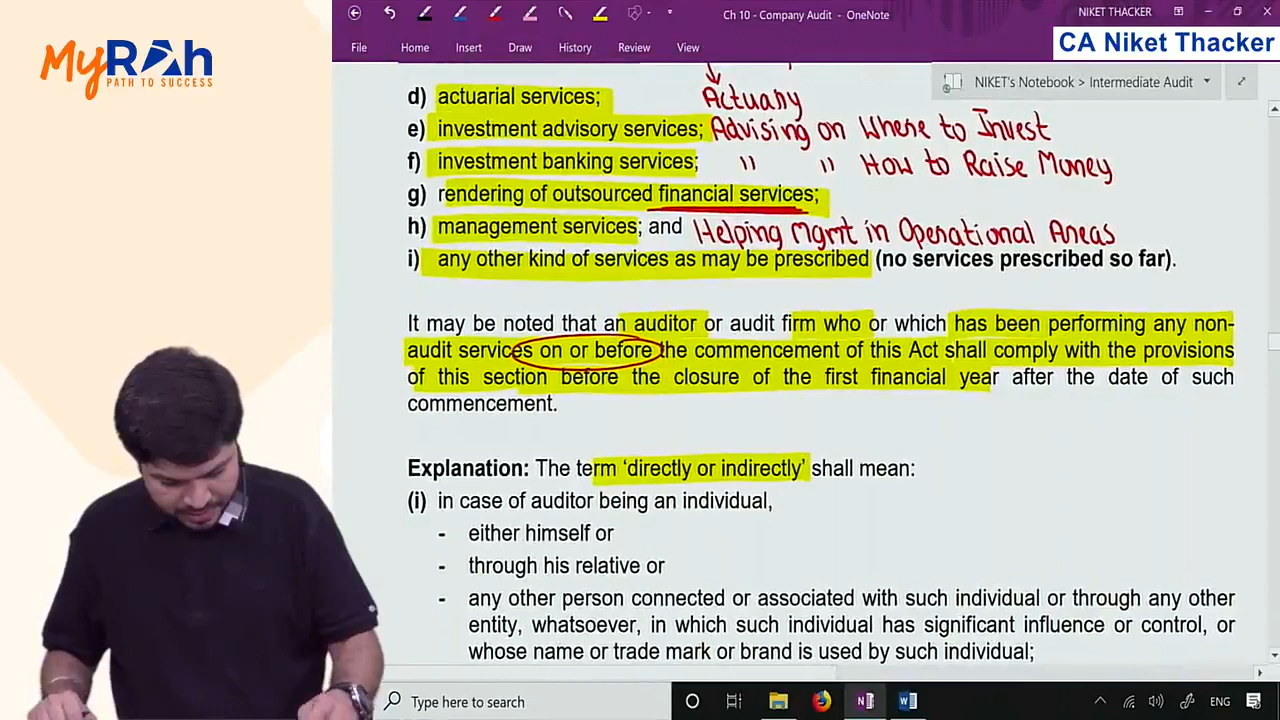 MyRAh
PATH TO SUCCESS
Ch 10 - Company Audit - OneNote
NIKET THACKER
CA Niket Thacker
File Home Insert Draw History Review View
NIKET's Notebook > Intermediate Audit
d) actuarial services; Actuary
e) investment advisory services; Advising on Where to Invest
f) investment banking services; " " How to Raise Money
g) rendering of outsourced financial services;
h) management services; and Helping Mgmt in Operational Areas
i) any other kind of services as may be prescribed (no services prescribed so far).
It may be noted that an auditor or audit firm who or which has been performing any non-
audit services on or before the commencement of this Act shall comply with the provisions
of this section before the closure of the first financial year after the date of such
commencement.
Explanation: The term ‘directly or indirectly’ shall mean:
(i) in case of auditor being an individual,
- either himself or
- through his relative or
- any other person connected or associated with such individual or through any other
entity, whatsoever, in which such individual has significant influence or control, or
whose name or trade mark or brand is used by such individual;
Type here to search
ENG